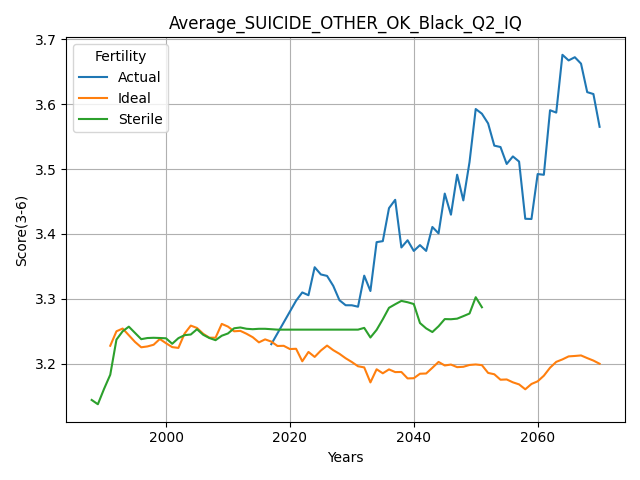 Average_SUICIDE_OTHER_OK_Black_Q2_IQ
Fertility
Actual
Ideal
Sterile
Score(3-6)
3.7
3.6
3.5
3.4
3.3
3.2
2000
2020
2040
2060
Years